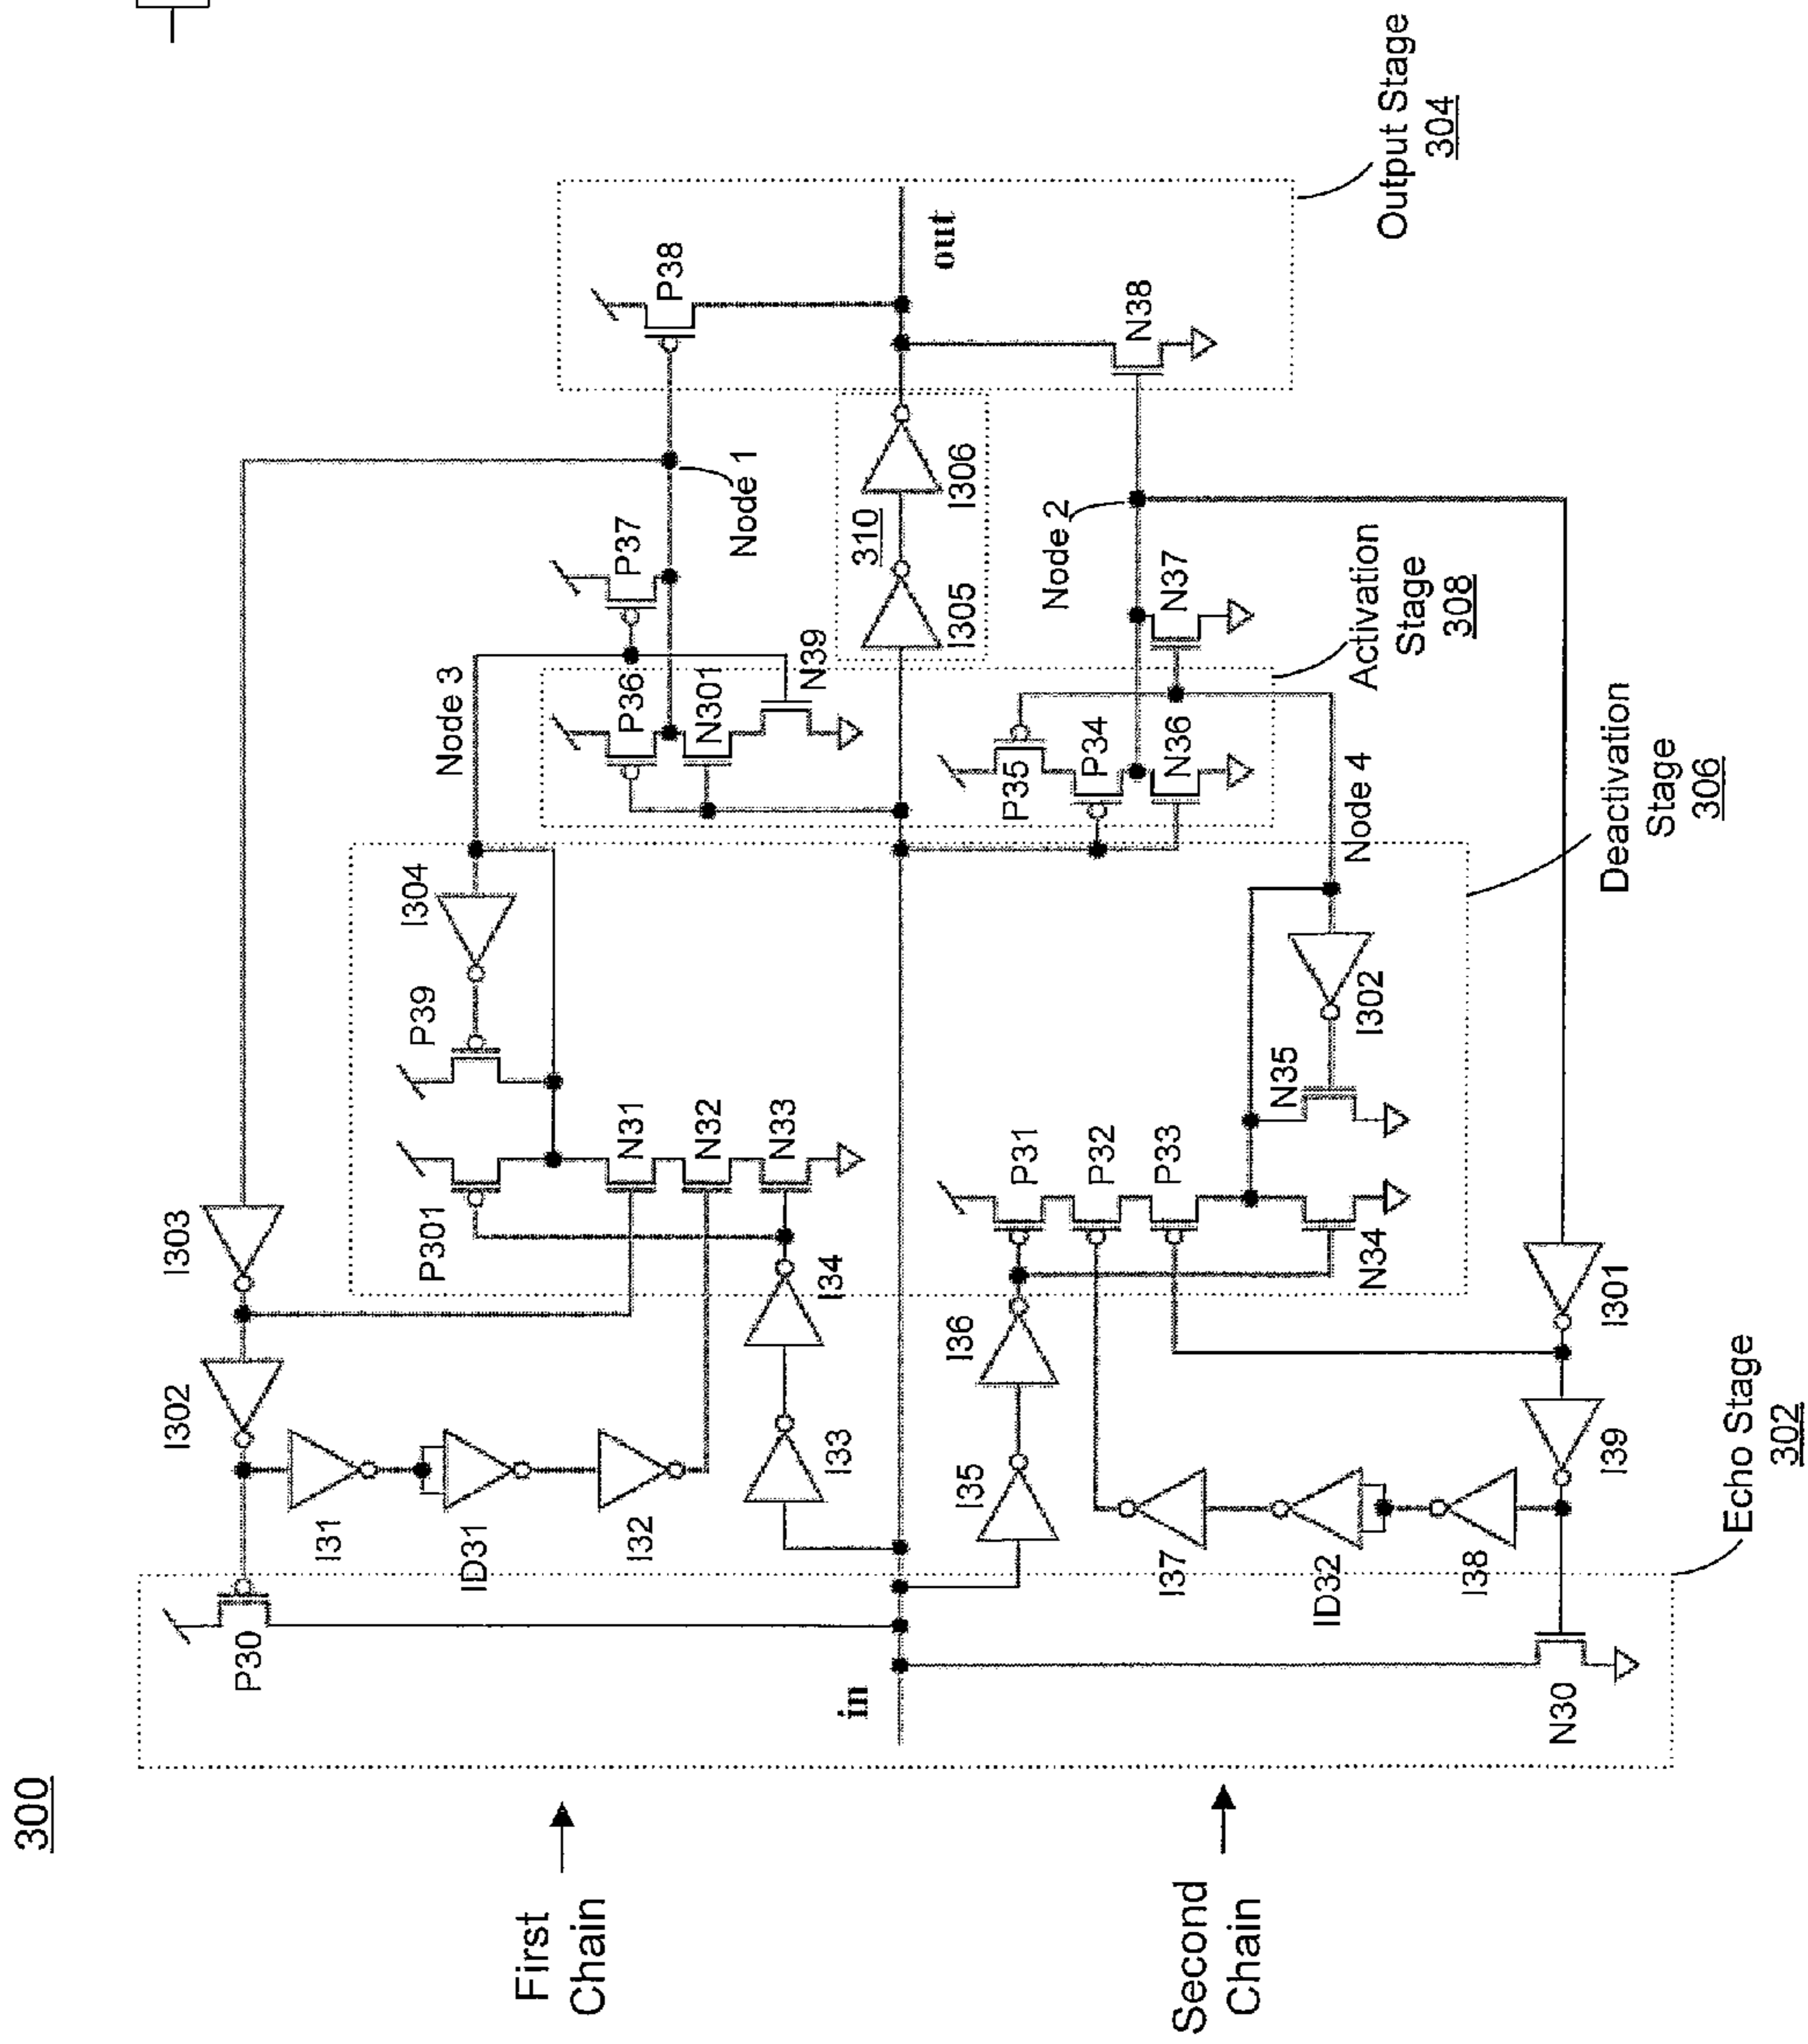 300
First
Chain
Second
Chain
in
P30
N30
Echo Stage
302
I303
I302
I31
ID31
I32
I33
I34
I35
I36
I37
ID32
I38
I39
I301
P301
P39
I304
N31
N32
N33
P31
P32
P33
N34
N35
I302
Deactivation
Stage
306
Node 3
Node 4
P36
N301
N39
P37
P35
P34
N36
N37
Activation
Stage
308
Node 1
Node 2
310
I305
I306
P38
N38
out
Output Stage
304